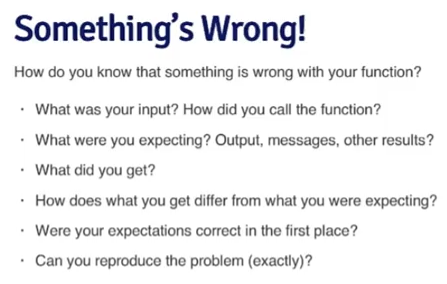 Something's Wrong!
How do you know that something is wrong with your function?
· What was your input? How did you call the function?
· What were you expecting? Output, messages, other results?
· What did you get?
· How does what you get differ from what you were expecting?
· Were your expectations correct in the first place?
· Can you reproduce the problem (exactly)?